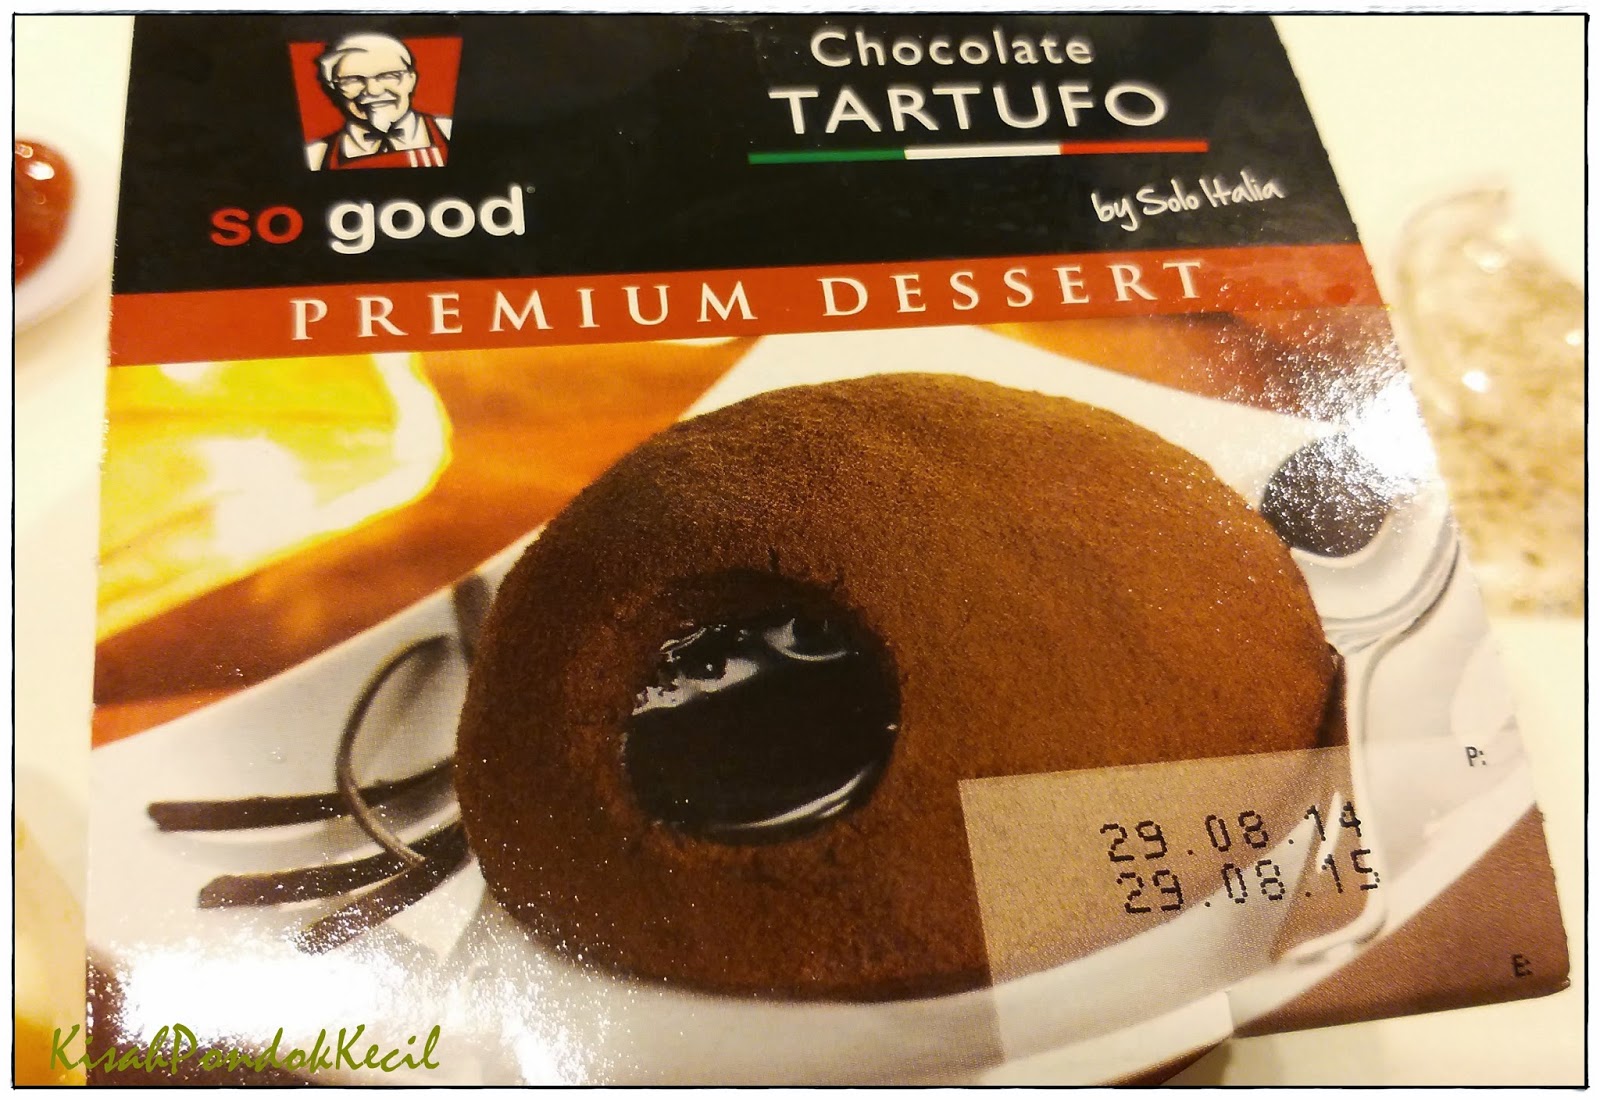 Chocolate
TARTUFO
by Solo Italia
so good
PREMIUM DESSERT
P:
29.08.14
29.08.15
E:
KisahPondokKecil